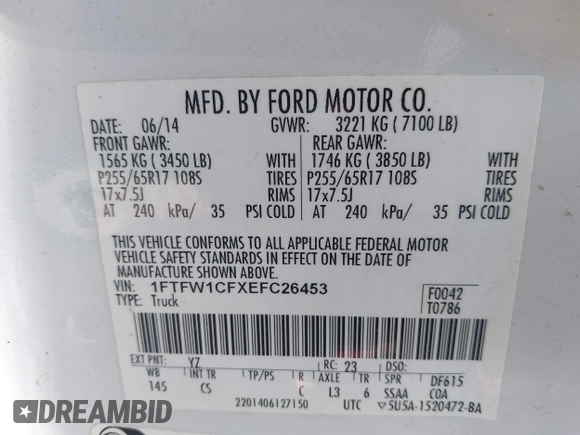 MFD. BY FORD MOTOR CO.
DATE: 06/14 GVWR: 3221 KG ( 7100 LB)
FRONT GAWR: REAR GAWR:
1565 KG ( 3450 LB) WITH 1746 KG ( 3850 LB) WITH
P255/65R17 108S TIRES P255/65R17 108S TIRES
17x7.5J RIMS 17x7.5J RIMS
AT 240 kPa/ 35 PSI COLD AT 240 kPa/ 35 PSI COLD
THIS VEHICLE CONFORMS TO ALL APPLICABLE FEDERAL MOTOR
VEHICLE SAFETY STANDARDS IN EFFECT ON THE DATE OF
MANUFACTURE SHOWN ABOVE.
VIN: 1FTFW1CFXEFC26453 F0042
TYPE: Truck T0786
EXT PNT: YZ RC: 23 DSO:
WB INT TR TP/PS R AXLE TR SPR DF615
145 CS C L3 6 SSAA COA
2201406127150 UTC 5U5A-1520472-BA
DREAMBID